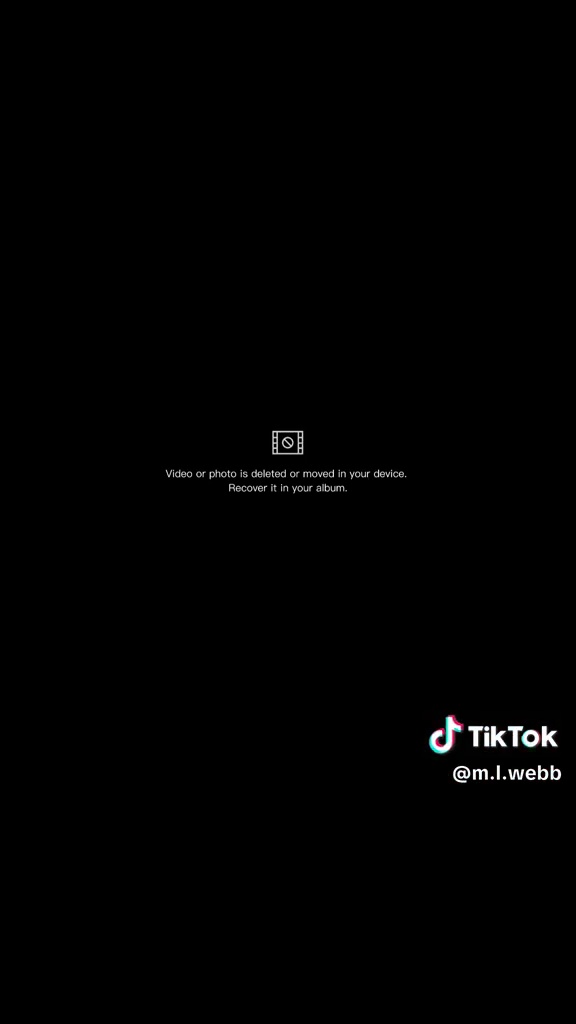 Video or photo is deleted or moved in your device.
Recover it in your album.
TikTok
@m.l.webb